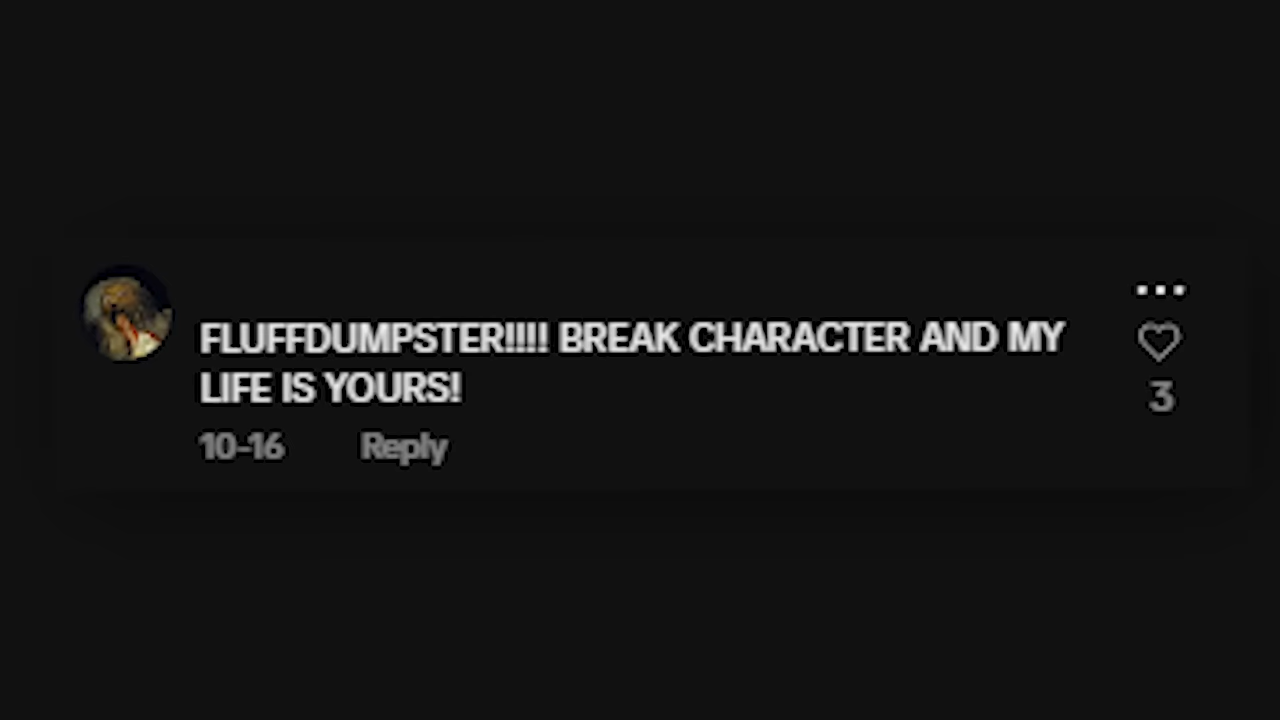 FLUFFDUMPSTER!!!! BREAK CHARACTER AND MY
LIFE IS YOURS!
3
10-16 Reply